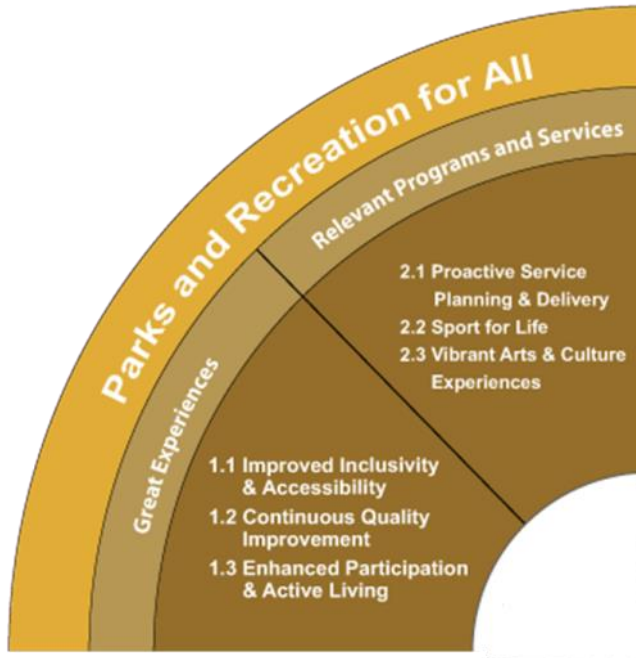 Parks and Recreation for All
Relevant Programs and Services
2.1 Proactive Service
Planning & Delivery
2.2 Sport for Life
2.3 Vibrant Arts & Culture
Experiences
Great Experiences
1.1 Improved Inclusivity
& Accessibility
1.2 Continuous Quality
Improvement
1.3 Enhanced Participation
& Active Living